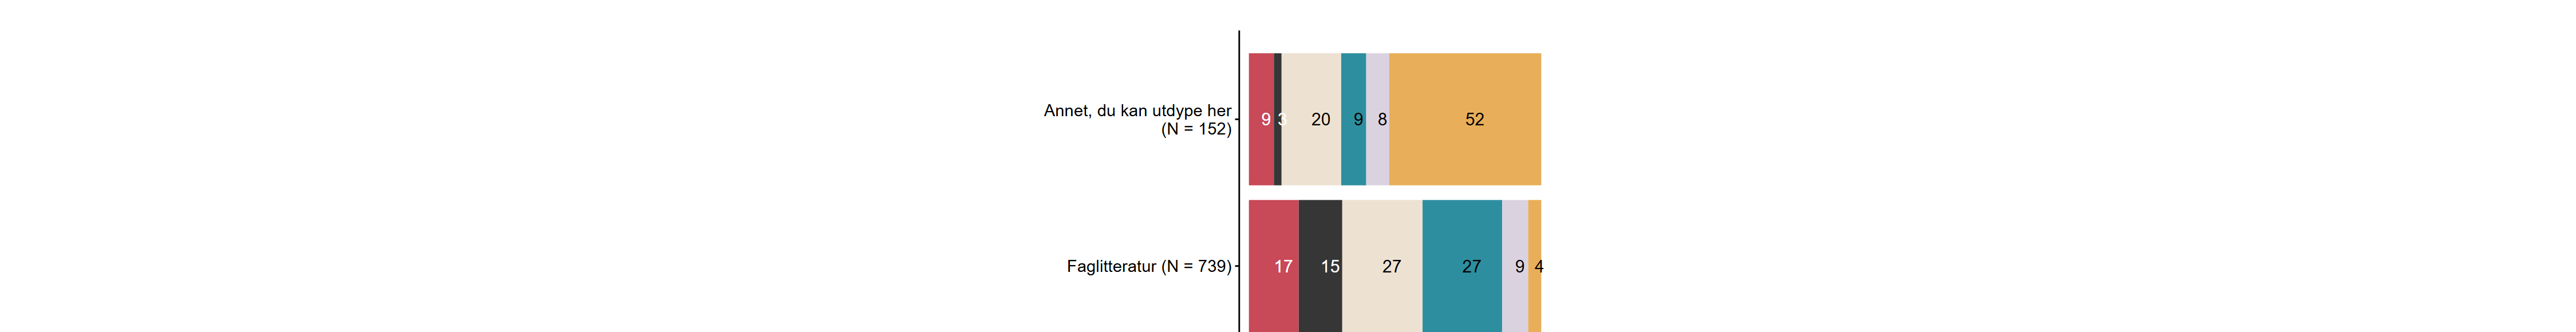 Annet, du kan utdype her
(N = 152)
9 3 20 9 8 52
Faglitteratur (N = 739)
17 15 27 27 9 4